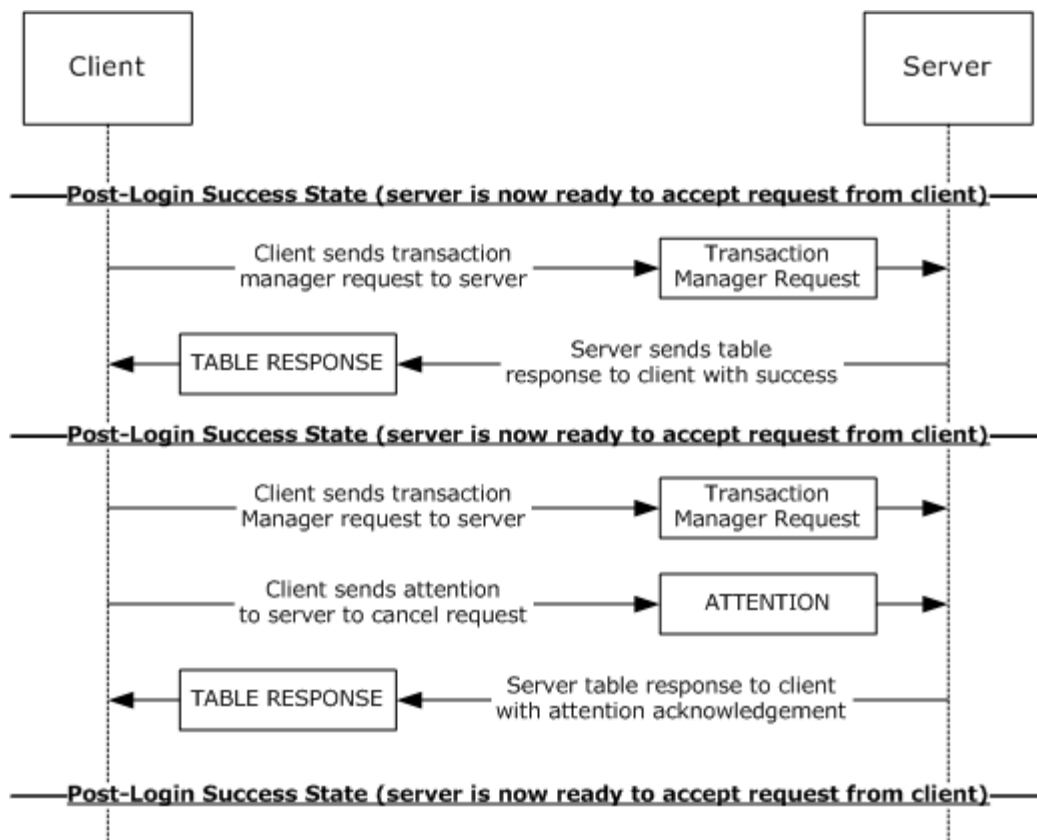 Client
Server
Post-Login Success State (server is now ready to accept request from client)
Client sends transaction
manager request to server
Transaction
Manager Request
TABLE RESPONSE
Server sends table
response to client with success
Post-Login Success State (server is now ready to accept request from client)
Client sends transaction
Manager request to server
Transaction
Manager Request
Client sends attention
to server to cancel request
ATTENTION
TABLE RESPONSE
Server table response to client
with attention acknowledgement
Post-Login Success State (server is now ready to accept request from client)